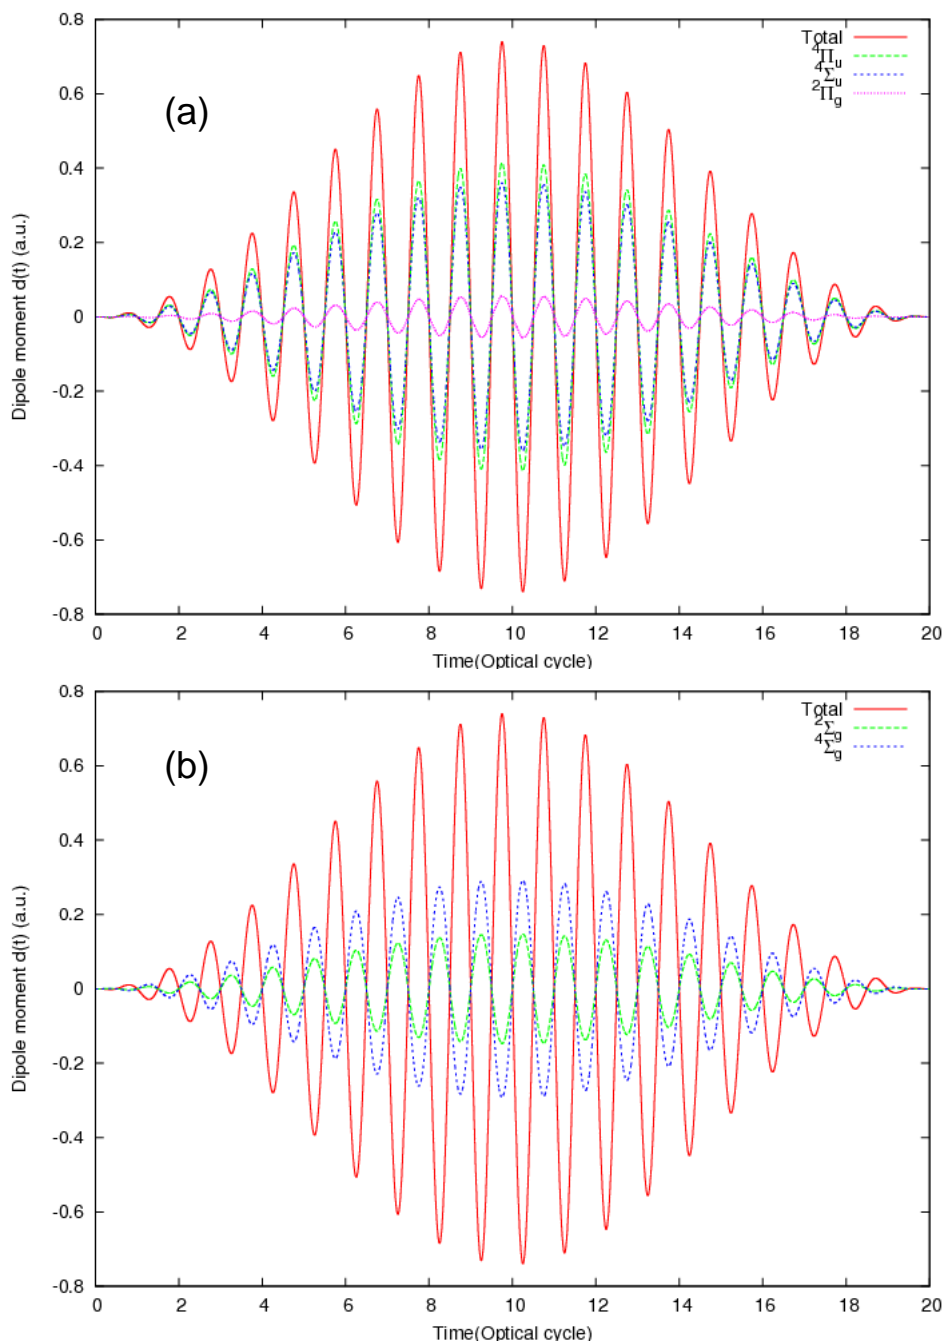 0.8
0.6
0.4
0.2
0
-0.2
-0.4
-0.6
-0.8
Dipole moment d(t) (a.u.)
(a)
Total
⁴Πᵤ
⁴Σᵤ
²Π_g
0 2 4 6 8 10 12 14 16 18 20
Time(Optical cycle)
0.8
0.6
0.4
0.2
0
-0.2
-0.4
-0.6
-0.8
Dipole moment d(t) (a.u.)
(b)
Total
²Σ_g
⁴Σ_g
0 2 4 6 8 10 12 14 16 18 20
Time(Optical cycle)